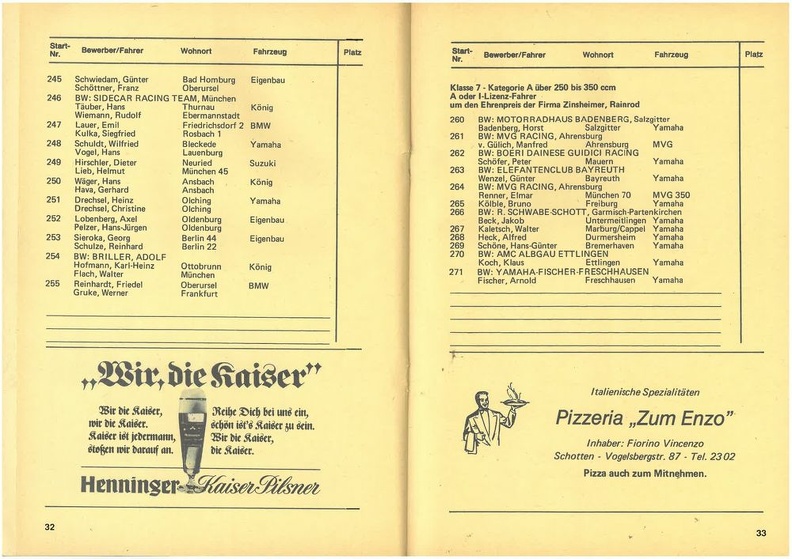 Start-
Nr. Bewerber/Fahrer Wohnort Fahrzeug Platz
245 Schwiedam, Günter Bad Homburg Eigenbau
Schöttner, Franz Oberursel
246 BW: SIDECAR RACING TEAM, München
Täuber, Hans Thurnau König
Wiemann, Rudolf Ebermannstadt
247 Lauer, Emil Friedrichsdorf 2 BMW
Kulka, Siegfried Rosbach 1
248 Schuldt, Wilfried Bleckede Yamaha
Vogel, Hans Lauenburg
249 Hirschler, Dieter Neuried Suzuki
Lieb, Helmut München 45
250 Wäger, Hans Ansbach König
Hava, Gerhard Ansbach
251 Drechsel, Heinz Olching Yamaha
Drechsel, Christine Olching
252 Lobenberg, Axel Oldenburg Eigenbau
Pelzer, Hans-Jürgen Oldenburg
253 Sieroka, Georg Berlin 44 Eigenbau
Schulze, Reinhard Berlin 22
254 BW: BRILLER, ADOLF
Hofmann, Karl-Heinz Ottobrunn König
Flach, Walter München
255 Reinhardt, Friedel Oberursel BMW
Gruke, Werner Frankfurt
„Wir, die Kaiser"
Wir die Kaiser,
wir die Kaiser.
Kaiser ist jedermann,
stoßen wir darauf an.
Reihe Dich bei uns ein,
schön ist's Kaiser zu sein.
Wir die Kaiser,
die Kaiser.
Henninger Kaiser Pilsner
32
Start-
Nr. Bewerber/Fahrer Wohnort Fahrzeug Platz
Klasse 7 - Kategorie A über 250 bis 350 ccm
A oder I-Lizenz-Fahrer
um den Ehrenpreis der Firma Zinsheimer, Rainrod
260 BW: MOTORRADHAUS BADENBERG, Salzgitter
Badenberg, Horst Salzgitter Yamaha
261 BW: MVG RACING, Ahrensburg
v. Gülich, Manfred Ahrensburg MVG
262 BW: BOERI DAINESE GUIDICI RACING
Schöfer, Peter Mauern Yamaha
263 BW: ELEFANTENCLUB BAYREUTH
Wenzel, Günter Bayreuth Yamaha
264 BW: MVG RACING, Ahrensburg
Renner, Elmar München 70 MVG 350
265 Kölble, Bruno Freiburg Yamaha
266 BW: R. SCHWABE-SCHOTT, Garmisch-Partenkirchen
Beck, Jakob Untermeitlingen Yamaha
267 Kaletsch, Walter Marburg/Cappel Yamaha
268 Heck, Alfred Durmersheim Yamaha
269 Schöne, Hans-Günter Bremerhaven Yamaha
270 BW: AMC ALBGAU ETTLINGEN
Koch, Klaus Ettlingen Yamaha
271 BW: YAMAHA-FISCHER-FRESCHHAUSEN
Fischer, Arnold Freschhausen Yamaha
Italienische Spezialitäten
Pizzeria „Zum Enzo"
Inhaber: Fiorino Vincenzo
Schotten - Vogelsbergstr. 87 - Tel. 23 02
Pizza auch zum Mitnehmen.
33